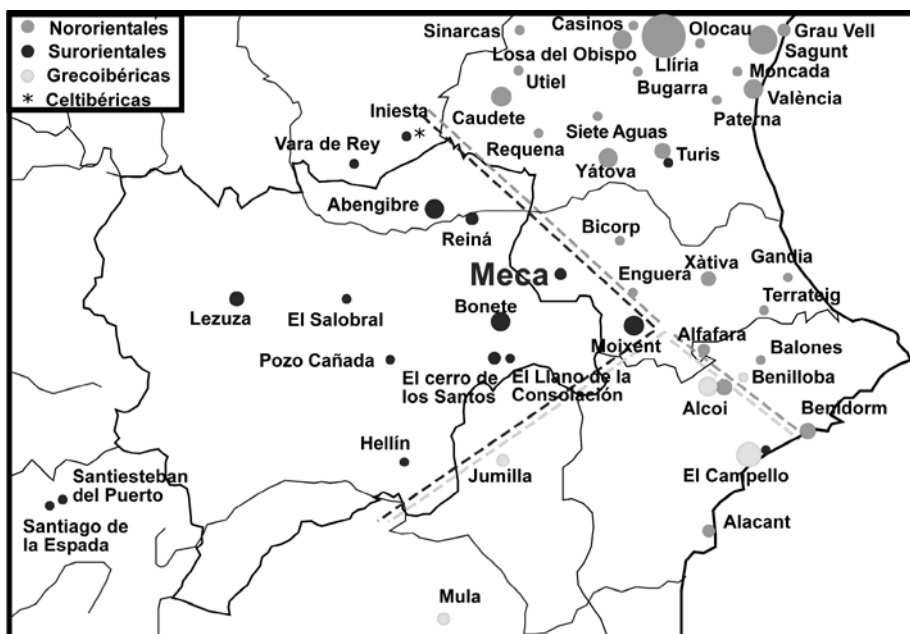 Nororientales
Surorientales
Grecoibéricas
* Celtibéricas
Sinarcas
Casinos
Olocau
Grau Vell
Sagunt
Losa del Obispo
Llíria
Moncada
Utiel
Bugarra
València
Caudete
Paterna
Iniesta
*
Siete Aguas
Vara de Rey
Requena
Turis
Yátova
Abengibre
Reiná
Bicorp
Gandia
Xàtiva
Meca
Enguera
Terrateig
Lezuza
El Salobral
Bonete
Moixent
Alfafara
Balones
Pozo Cañada
El cerro de
los Santos
El Llano de la
Consolación
Benilloba
Alcoi
Benidorm
Hellín
Jumilla
El Campello
Santiesteban
del Puerto
Santiago de
la Espada
Alacant
Mula